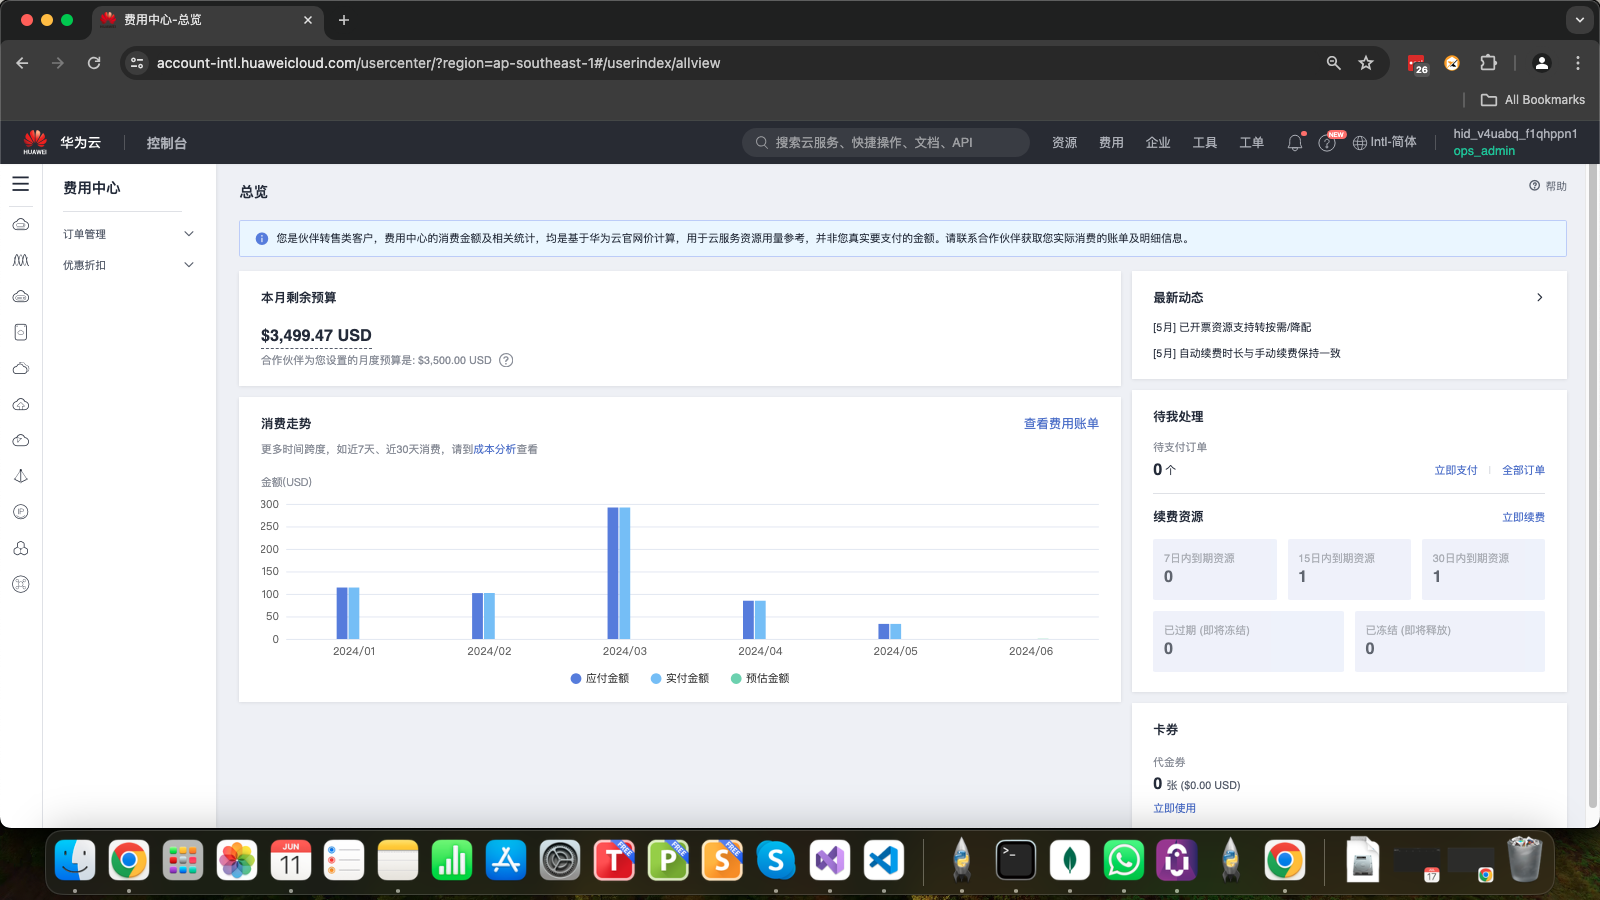 费用中心-总览
account-intl.huaweicloud.com/usercenter/?region=ap-southeast-1#/userindex/allview
26
All Bookmarks
HUAWEI
华为云
控制台
搜索云服务、快捷操作、文档、API
资源
费用
企业
工具
工单
NEW
Intl-简体
hid_v4uabq_f1qhppn1
ops_admin
费用中心
订单管理
优惠折扣
总览
帮助
您是伙伴转售类客户，费用中心的消费金额及相关统计，均是基于华为云官网价计算，用于云服务资源用量参考，并非您真实要支付的金额。请联系合作伙伴获取您实际消费的账单及明细信息。
本月剩余预算
$3,499.47 USD
合作伙伴为您设置的月度预算是: $3,500.00 USD
最新动态
[5月] 已开票资源支持转按需/降配
[5月] 自动续费时长与手动续费保持一致
消费走势
查看费用账单
更多时间跨度，如近7天、近30天消费，请到成本分析查看
金额(USD)
300
250
200
150
100
50
0
2024/01
2024/02
2024/03
2024/04
2024/05
2024/06
应付金额
实付金额
预估金额
待我处理
待支付订单
0 个
立即支付
全部订单
续费资源
立即续费
7日内到期资源
0
15日内到期资源
1
30日内到期资源
1
已过期 (即将冻结)
0
已冻结 (即将释放)
0
卡券
代金券
0 张 ($0.00 USD)
立即使用
IP
JUN
11
T
FREE
P
FREE
S
FREE
S
>_
17